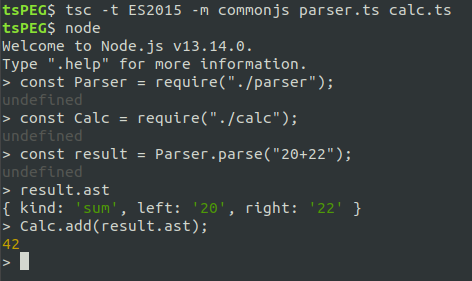 tsPEG$ tsc -t ES2015 -m commonjs parser.ts calc.ts
tsPEG$ node
Welcome to Node.js v13.14.0.
Type ".help" for more information.
> const Parser = require("./parser");
undefined
> const Calc = require("./calc");
undefined
> const result = Parser.parse("20+22");
undefined
> result.ast
{ kind: 'sum', left: '20', right: '22' }
> Calc.add(result.ast);
42
>